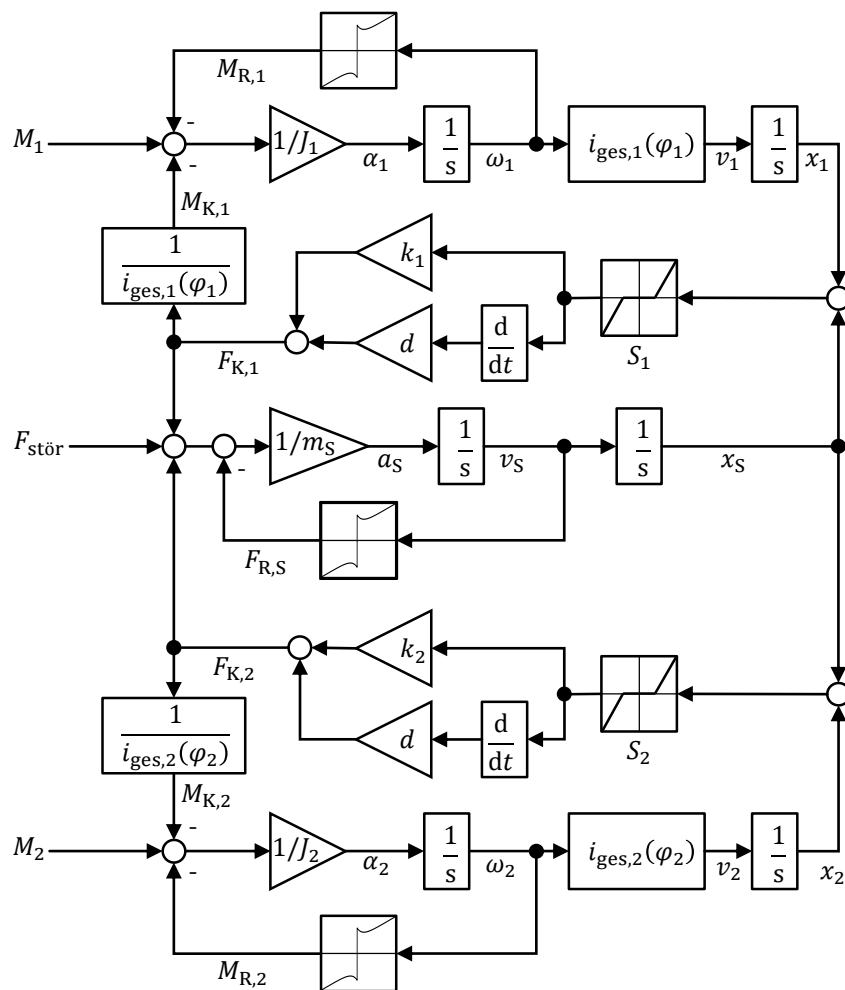 M_R,1
-
M_1
1/J_1
α_1
1/s
ω_1
i_ges,1(φ_1)
v_1
1/s
x_1
-
M_K,1
1/i_ges,1(φ_1)
k_1
d
d/dt
S_1
F_K,1
F_stör
1/m_S
a_S
1/s
v_S
1/s
x_S
-
F_R,S
k_2
F_K,2
d
d/dt
S_2
1/i_ges,2(φ_2)
M_K,2
-
M_2
1/J_2
α_2
1/s
ω_2
i_ges,2(φ_2)
v_2
1/s
x_2
-
M_R,2